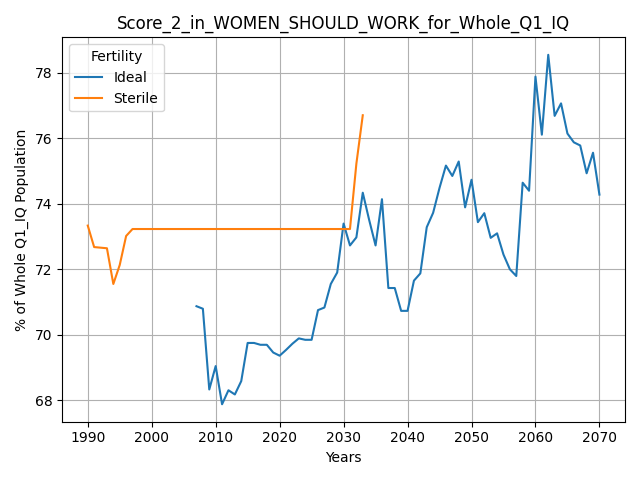 Score_2_in_WOMEN_SHOULD_WORK_for_Whole_Q1_IQ
Fertility
Ideal
Sterile
% of Whole Q1_IQ Population
78
76
74
72
70
68
1990 2000 2010 2020 2030 2040 2050 2060 2070
Years